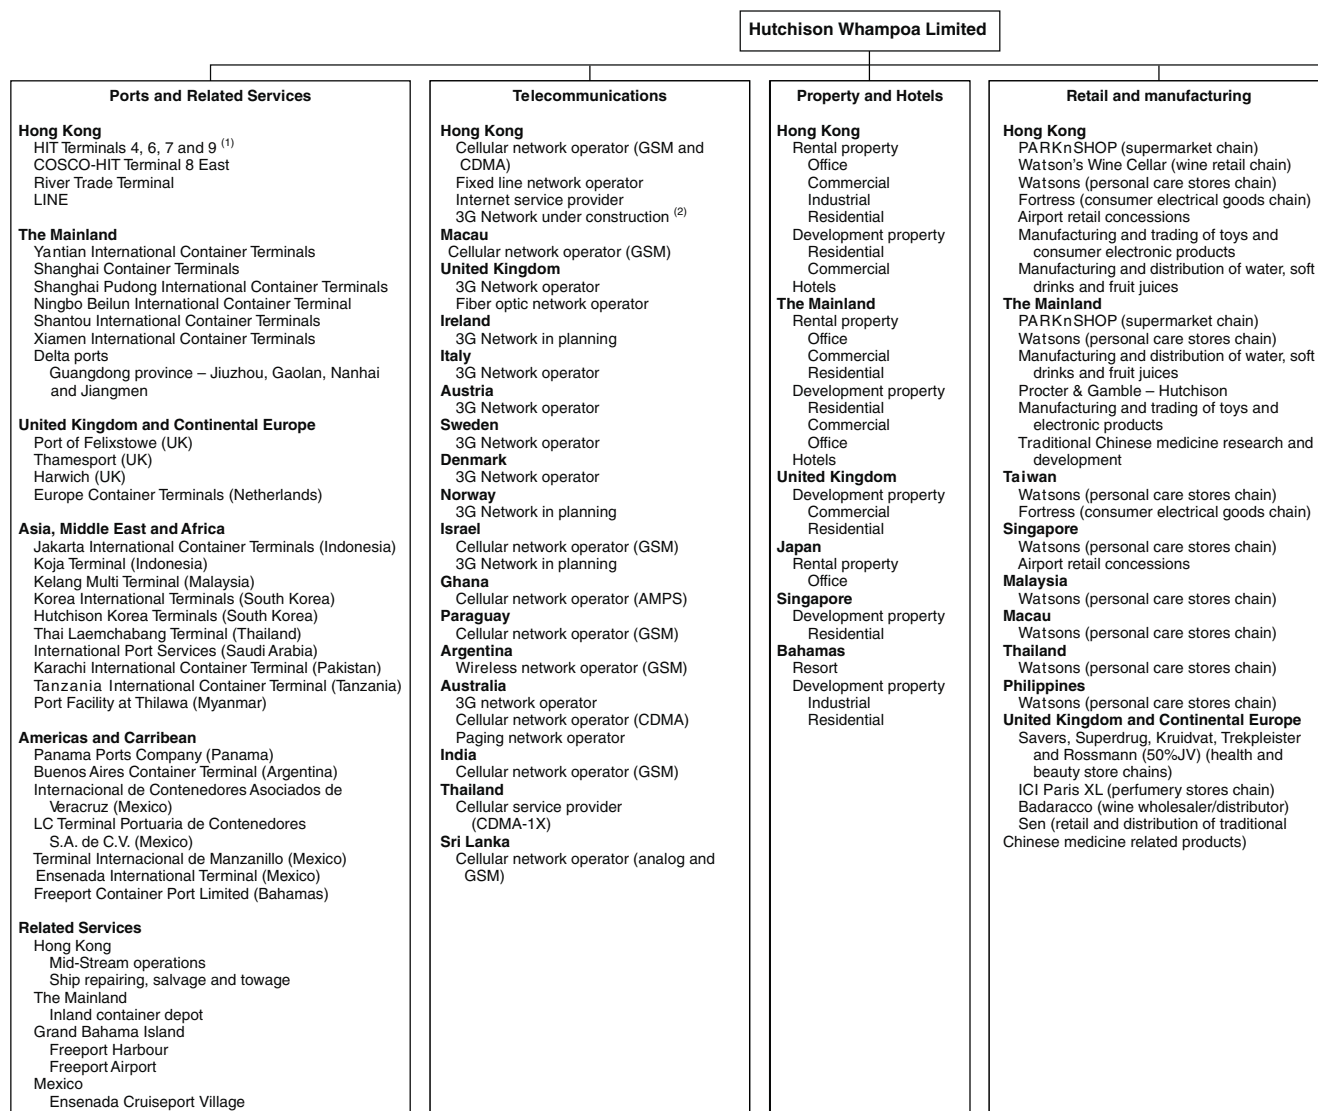 Hutchison Whampoa Limited
Ports and Related Services
Hong Kong
HIT Terminals 4, 6, 7 and 9 (1)
COSCO-HIT Terminal 8 East
River Trade Terminal
LINE
The Mainland
Yantian International Container Terminals
Shanghai Container Terminals
Shanghai Pudong International Container Terminals
Ningbo Beilun International Container Terminal
Shantou International Container Terminals
Xiamen International Container Terminals
Delta ports
Guangdong province – Jiuzhou, Gaolan, Nanhai
and Jiangmen
United Kingdom and Continental Europe
Port of Felixstowe (UK)
Thamesport (UK)
Harwich (UK)
Europe Container Terminals (Netherlands)
Asia, Middle East and Africa
Jakarta International Container Terminals (Indonesia)
Koja Terminal (Indonesia)
Kelang Multi Terminal (Malaysia)
Korea International Terminals (South Korea)
Hutchison Korea Terminals (South Korea)
Thai Laemchabang Terminal (Thailand)
International Port Services (Saudi Arabia)
Karachi International Container Terminal (Pakistan)
Tanzania International Container Terminal (Tanzania)
Port Facility at Thilawa (Myanmar)
Americas and Carribean
Panama Ports Company (Panama)
Buenos Aires Container Terminal (Argentina)
Internacional de Contenedores Asociados de
Veracruz (Mexico)
LC Terminal Portuaria de Contenedores
S.A. de C.V. (Mexico)
Terminal Internacional de Manzanillo (Mexico)
Ensenada International Terminal (Mexico)
Freeport Container Port Limited (Bahamas)
Related Services
Hong Kong
Mid-Stream operations
Ship repairing, salvage and towage
The Mainland
Inland container depot
Grand Bahama Island
Freeport Harbour
Freeport Airport
Mexico
Ensenada Cruiseport Village
Telecommunications
Hong Kong
Cellular network operator (GSM and
CDMA)
Fixed line network operator
Internet service provider
3G Network under construction (2)
Macau
Cellular network operator (GSM)
United Kingdom
3G Network operator
Fiber optic network operator
Ireland
3G Network in planning
Italy
3G Network operator
Austria
3G Network operator
Sweden
3G Network operator
Denmark
3G Network operator
Norway
3G Network in planning
Israel
Cellular network operator (GSM)
3G Network in planning
Ghana
Cellular network operator (AMPS)
Paraguay
Cellular network operator (GSM)
Argentina
Wireless network operator (GSM)
Australia
3G network operator
Cellular network operator (CDMA)
Paging network operator
India
Cellular network operator (GSM)
Thailand
Cellular service provider
(CDMA-1X)
Sri Lanka
Cellular network operator (analog and
GSM)
Property and Hotels
Hong Kong
Rental property
Office
Commercial
Industrial
Residential
Development property
Residential
Commercial
Hotels
The Mainland
Rental property
Office
Commercial
Residential
Development property
Residential
Commercial
Office
Hotels
United Kingdom
Development property
Commercial
Residential
Japan
Rental property
Office
Singapore
Development property
Residential
Bahamas
Resort
Development property
Industrial
Residential
Retail and manufacturing
Hong Kong
PARKnSHOP (supermarket chain)
Watson's Wine Cellar (wine retail chain)
Watsons (personal care stores chain)
Fortress (consumer electrical goods chain)
Airport retail concessions
Manufacturing and trading of toys and
consumer electronic products
Manufacturing and distribution of water, soft
drinks and fruit juices
The Mainland
PARKnSHOP (supermarket chain)
Watsons (personal care stores chain)
Manufacturing and distribution of water, soft
drinks and fruit juices
Procter & Gamble – Hutchison
Manufacturing and trading of toys and
electronic products
Traditional Chinese medicine research and
development
Taiwan
Watsons (personal care stores chain)
Fortress (consumer electrical goods chain)
Singapore
Watsons (personal care stores chain)
Airport retail concessions
Malaysia
Watsons (personal care stores chain)
Macau
Watsons (personal care stores chain)
Thailand
Watsons (personal care stores chain)
Philippines
Watsons (personal care stores chain)
United Kingdom and Continental Europe
Savers, Superdrug, Kruidvat, Trekpleister
and Rossmann (50%JV) (health and
beauty store chains)
ICI Paris XL (perfumery stores chain)
Badaracco (wine wholesaler/distributor)
Sen (retail and distribution of traditional
Chinese medicine related products)